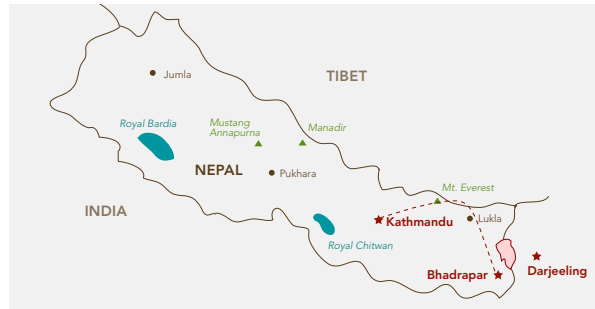 Jumla
TIBET
Royal Bardia
Mustang
Annapurna
Manadir
NEPAL
Pukhara
Mt. Everest
INDIA
Kathmandu
Lukla
Royal Chitwan
Bhadrapar
Darjeeling